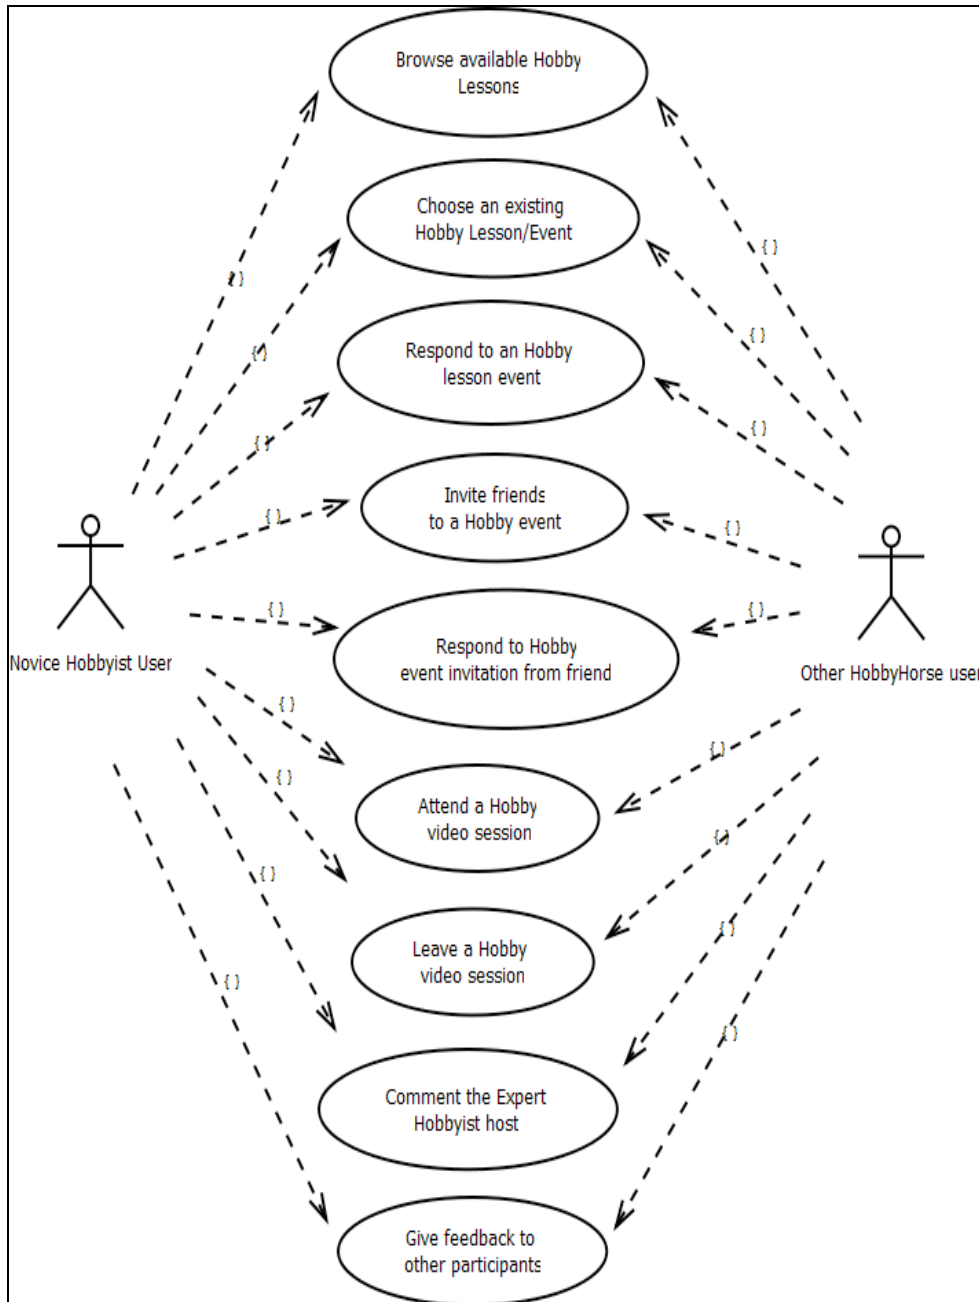 Browse available Hobby
Lessons
Choose an existing
Hobby Lesson/Event
{ }
{ }
{ }
Respond to an Hobby
lesson event
{ }
{ }
{ }
Invite friends
to a Hobby event
{ }
{ }
{ }
{ }
Respond to Hobby
event invitation from friend
Novice Hobbyist User
Other HobbyHorse user
{ }
{ }
{ }
Attend a Hobby
video session
{ }
{ }
{ }
Leave a Hobby
video session
{ }
{ }
Comment the Expert
Hobbyist host
Give feedback to
other participants